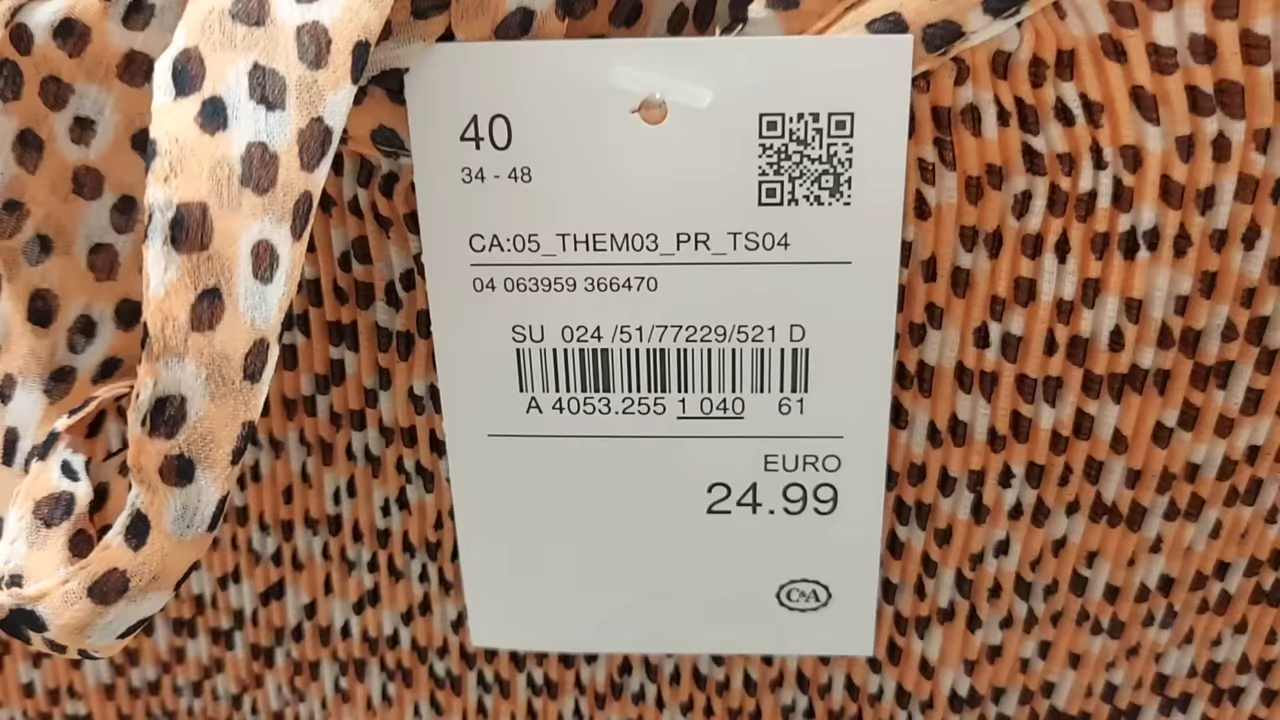 40
34 - 48
CA:05_THEM03_PR_TS04
04 063959 366470
SU 024 /51/77229/521 D
A 4053.255 1 040 61
EURO
24.99
C&A